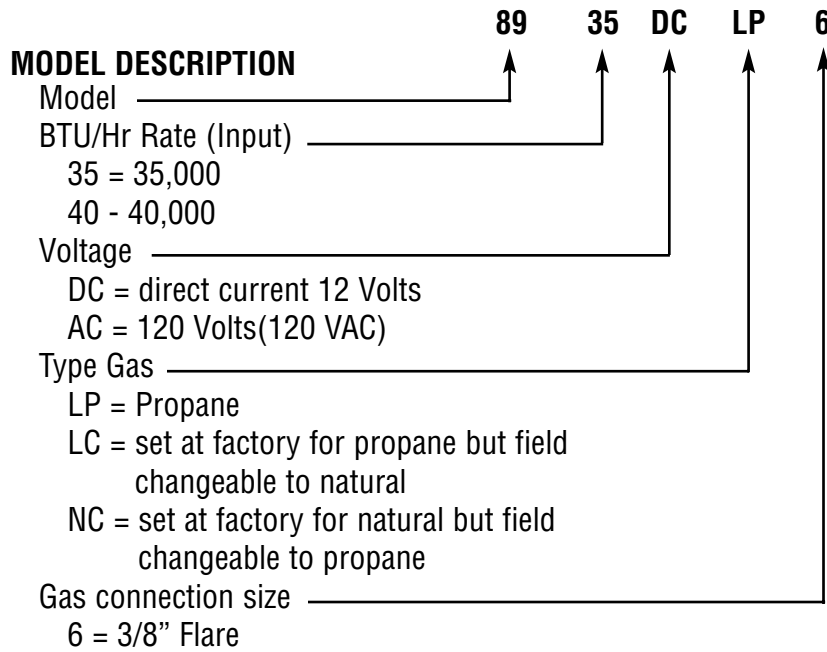 89 35 DC LP 6
MODEL DESCRIPTION
Model
BTU/Hr Rate (Input)
35 = 35,000
40 - 40,000
Voltage
DC = direct current 12 Volts
AC = 120 Volts(120 VAC)
Type Gas
LP = Propane
LC = set at factory for propane but field
changeable to natural
NC = set at factory for natural but field
changeable to propane
Gas connection size
6 = 3/8” Flare